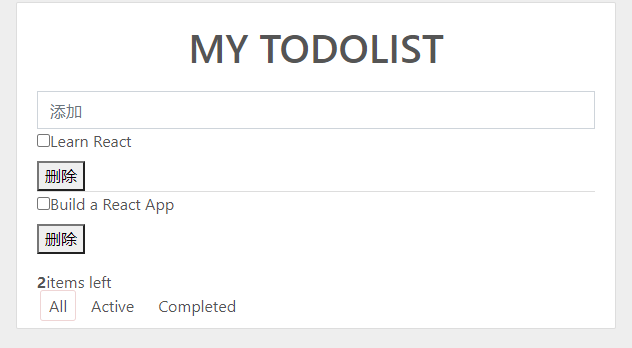 MY TODOLIST
添加
Learn React
删除
Build a React App
删除
2items left
All Active Completed